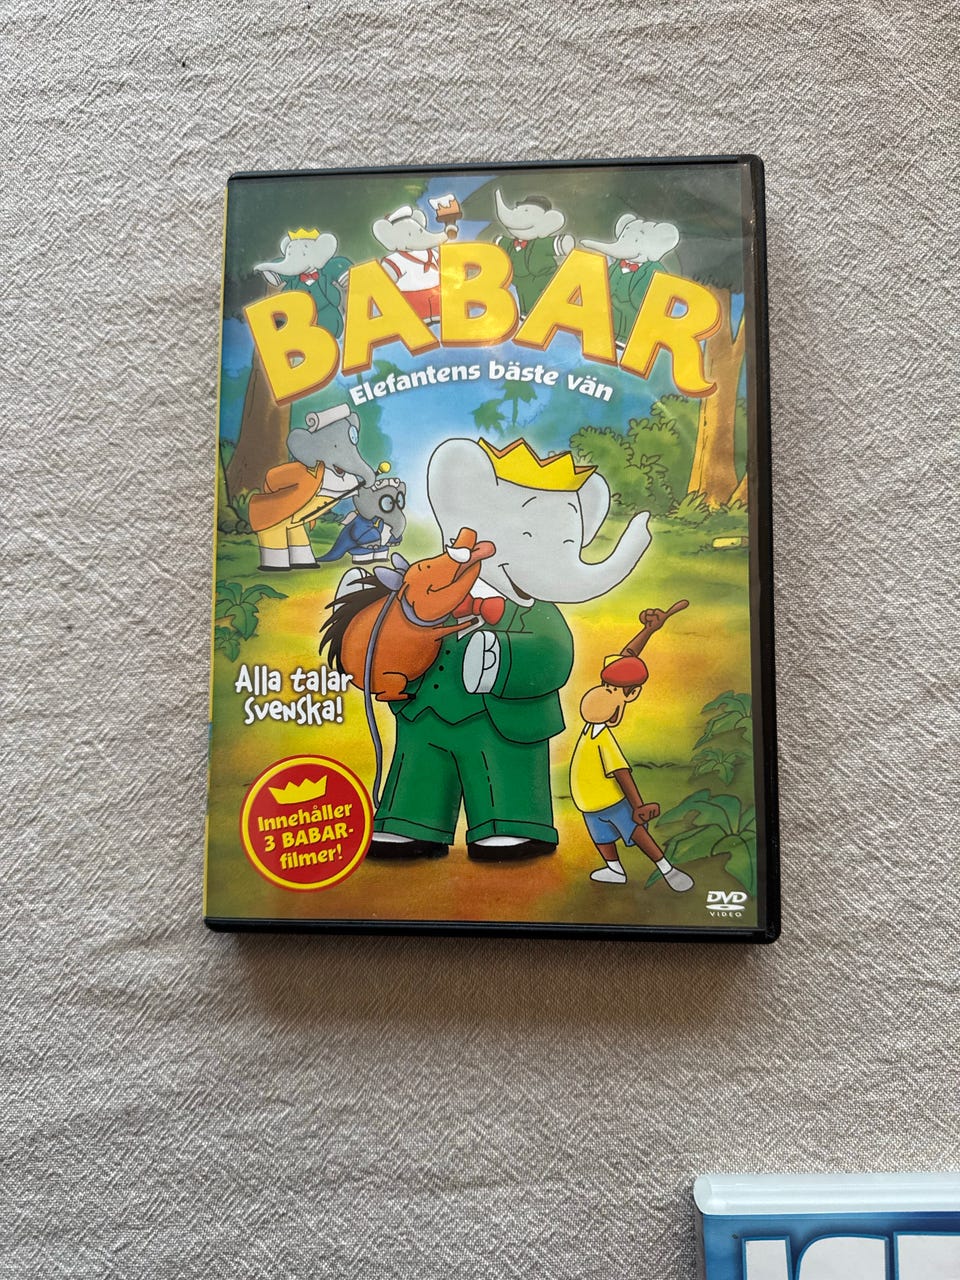 BABAR
Elefantens bäste vän
Alla talar
svenska!
Innehåller
3 BABAR-
filmer!
DVD
VIDEO